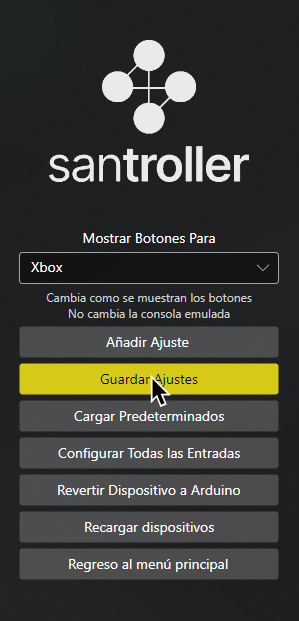 santroller
Mostrar Botones Para
Xbox
Cambia como se muestran los botones
No cambia la consola emulada
Añadir Ajuste
Guardar Ajustes
Cargar Predeterminados
Configurar Todas las Entradas
Revertir Dispositivo a Arduino
Recargar dispositivos
Regreso al menú principal